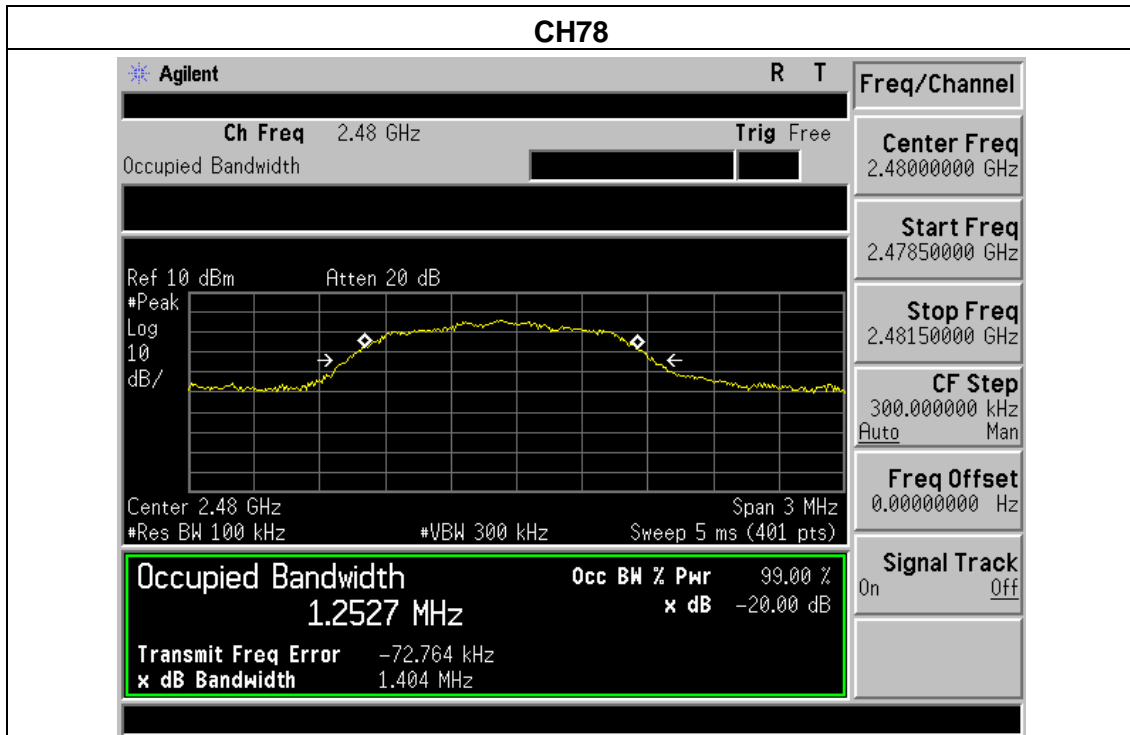 CH78
Agilent R T
Freq/Channel
Ch Freq 2.48 GHz Trig Free
Occupied Bandwidth
Center Freq
2.48000000 GHz
Start Freq
2.47850000 GHz
Stop Freq
2.48150000 GHz
CF Step
300.000000 kHz
Auto Man
Freq Offset
0.00000000 Hz
Signal Track
On Off
Ref 10 dBm Atten 20 dB
#Peak
Log
10
dB/
Center 2.48 GHz Span 3 MHz
#Res BW 100 kHz #VBW 300 kHz Sweep 5 ms (401 pts)
Occupied Bandwidth Occ BW % Pwr 99.00 %
1.2527 MHz x dB -20.00 dB
Transmit Freq Error -72.764 kHz
x dB Bandwidth 1.404 MHz